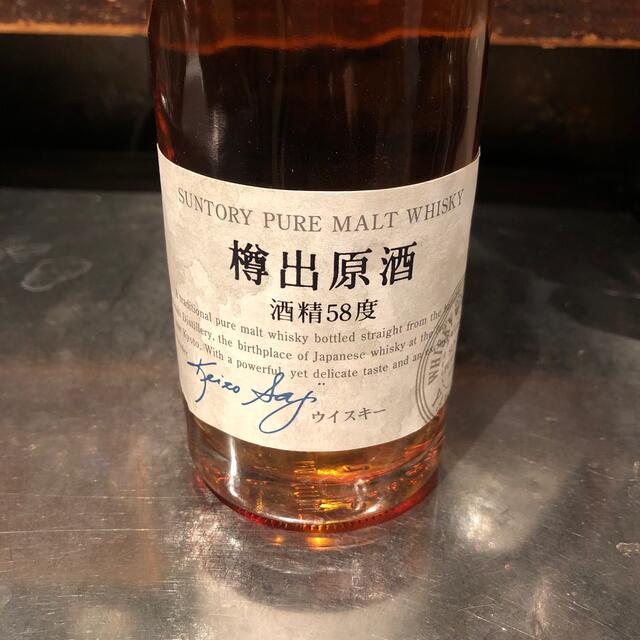 SUNTORY PURE MALT WHISKY
樽出原酒
酒精58度
traditional pure malt whisky bottled straight from the
Distillery, the birthplace of Japanese whisky at the
Kyoto. With a powerful, yet delicate taste and an
Keizo Saji
ウイスキー